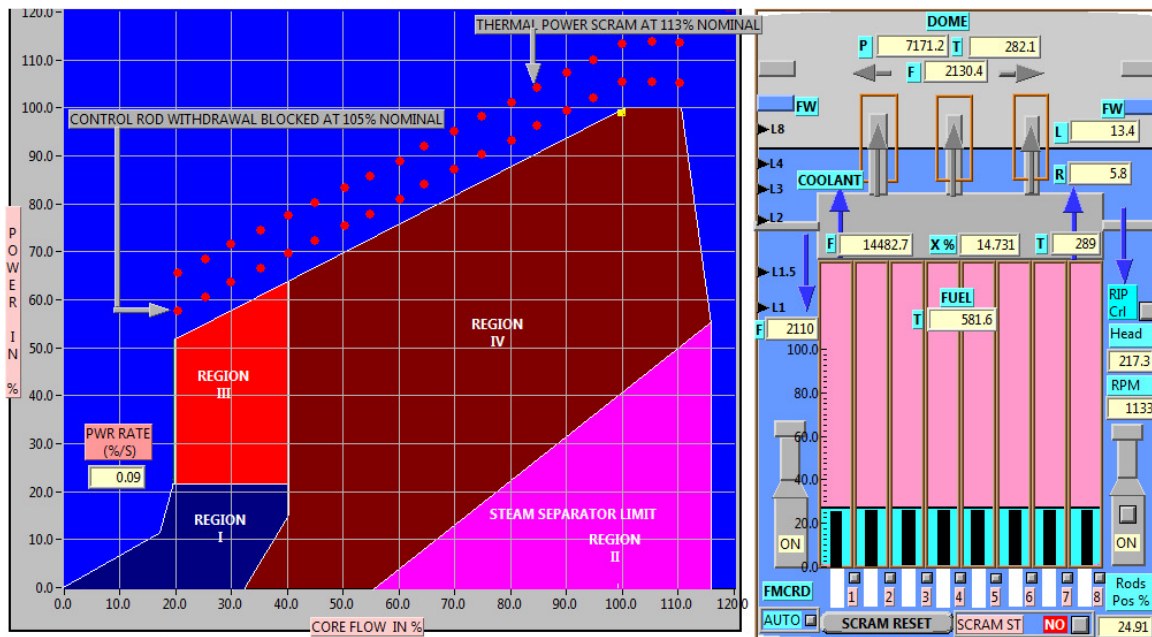 120.0
110.0
100.0
90.0
80.0
70.0
60.0
50.0
40.0
30.0
20.0
10.0
0.0
POWER IN %
THERMAL POWER SCRAM AT 113% NOMINAL
CONTROL ROD WITHDRAWAL BLOCKED AT 105% NOMINAL
REGION
IV
REGION
III
PWR RATE
(%/S)
0.09
REGION
I
STEAM SEPARATOR LIMIT
REGION
II
0.0 10.0 20.0 30.0 40.0 50.0 60.0 70.0 80.0 90.0 100.0 110.0 120.0
CORE FLOW IN %
DOME
P 7171.2 T 282.1
F 2130.4
FW FW
L8 L 13.4
L4
COOLANT R 5.8
L3
L2
F 14482.7 X % 14.731 T 289
L1.5
FUEL
T 581.6
L1
F 2110
RIP
Crl
Head
217.3
RPM
1133
100.0
80.0
60.0
40.0
20.0
0.0
ON ON
1 2 3 4 5 6 7 8
FMCRD
Rods
Pos %
AUTO SCRAM RESET SCRAM ST NO 24.91